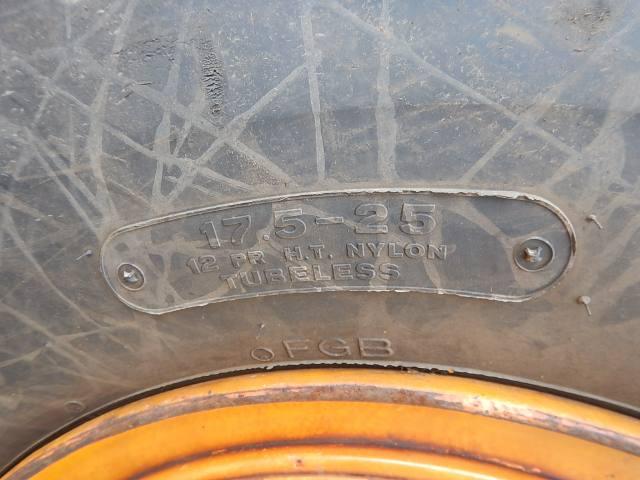 17.5-25
12 PR H.T. NYLON
TUBELESS
FGB